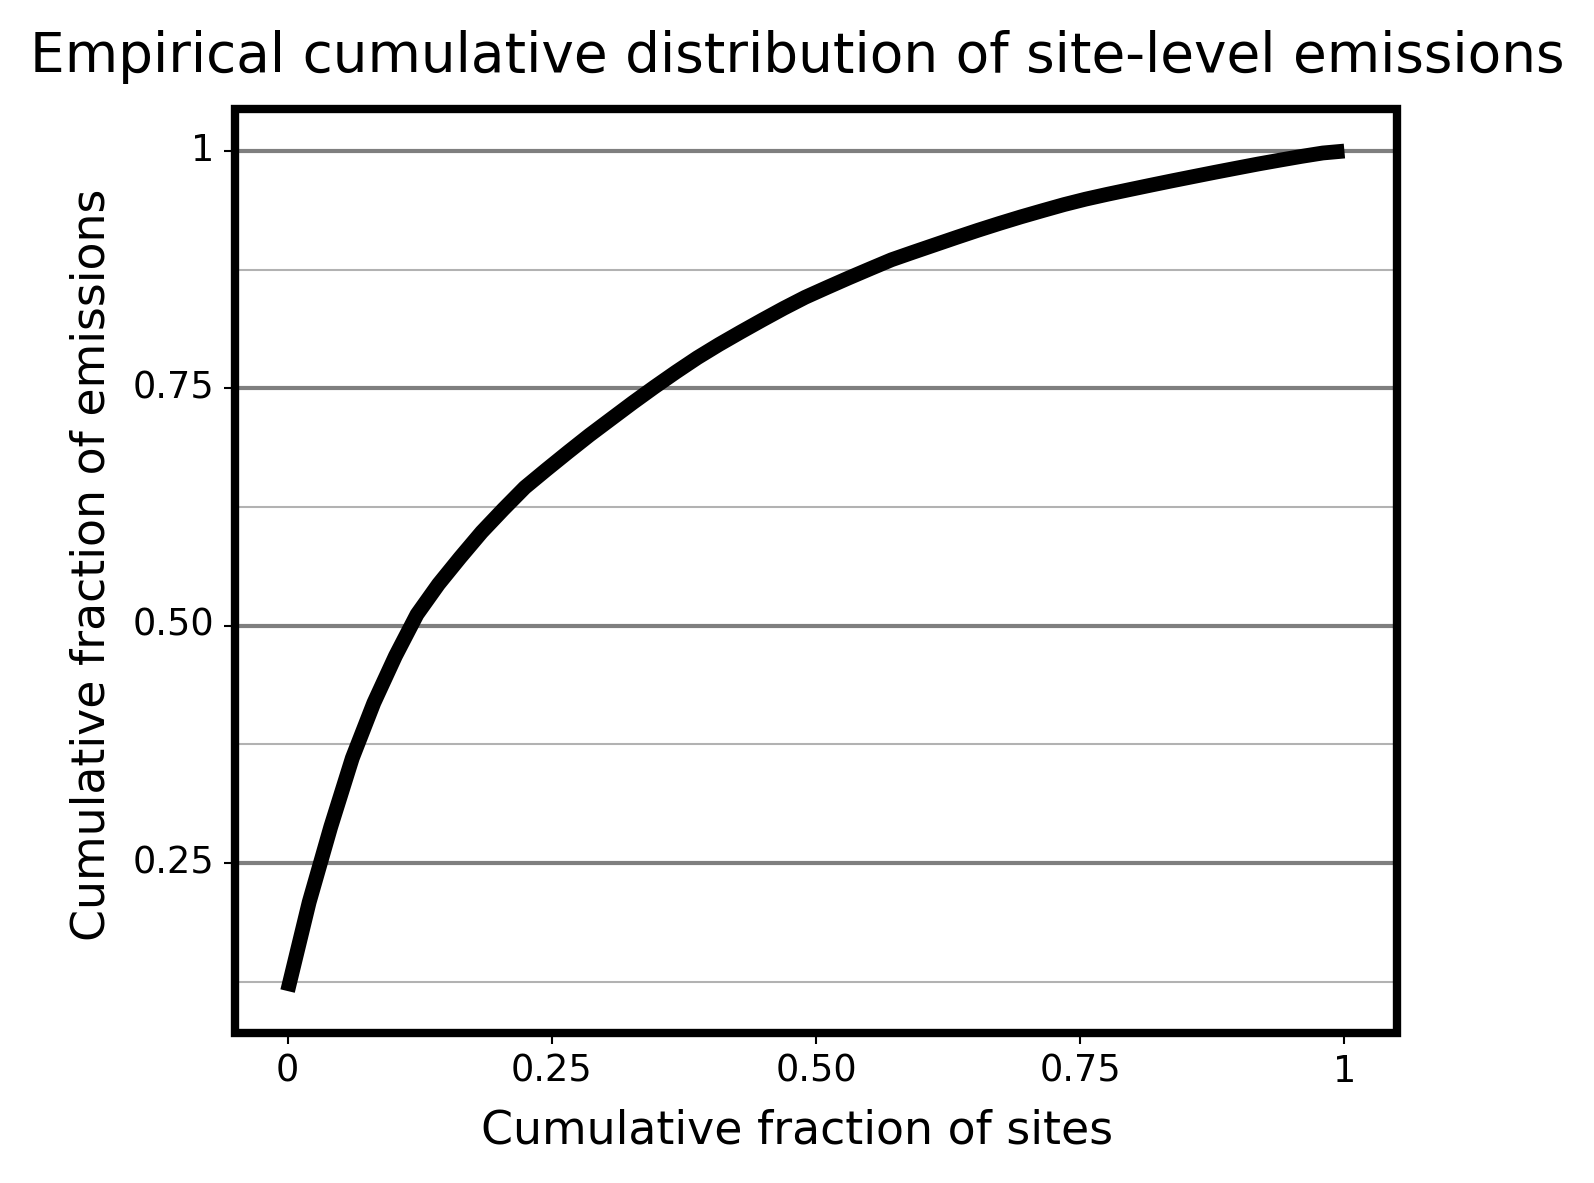 Empirical cumulative distribution of site-level emissions
1
0.75
0.50
0.25
Cumulative fraction of emissions
0 0.25 0.50 0.75 1
Cumulative fraction of sites